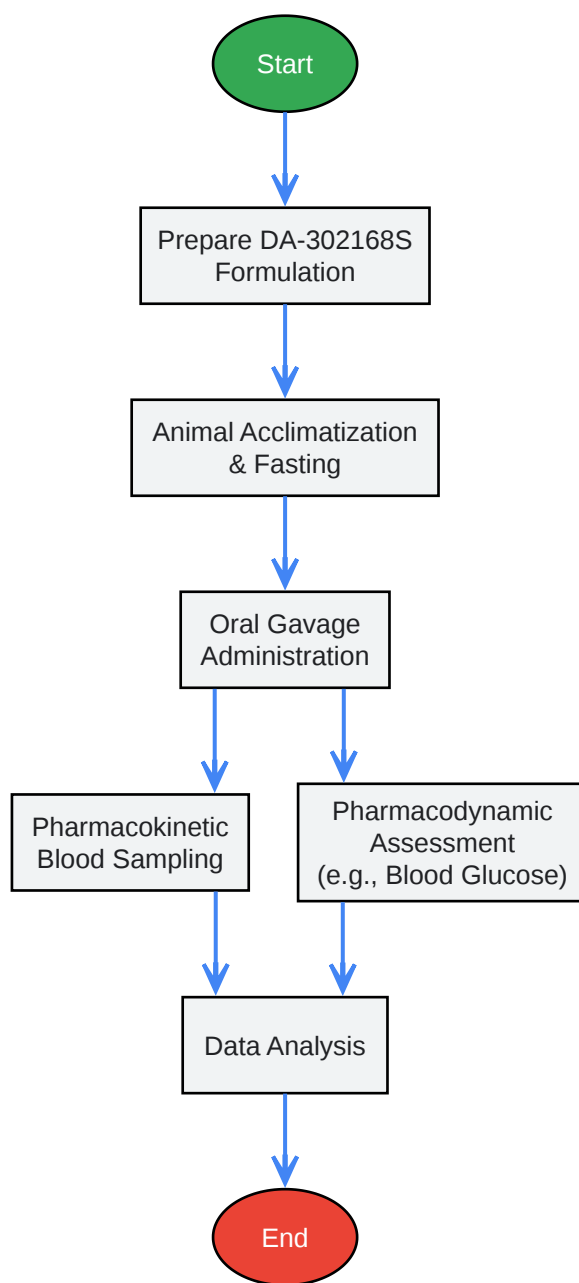 Start
Prepare DA-302168S
Formulation
Animal Acclimatization
& Fasting
Oral Gavage
Administration
Pharmacokinetic
Blood Sampling
Pharmacodynamic
Assessment
(e.g., Blood Glucose)
Data Analysis
End